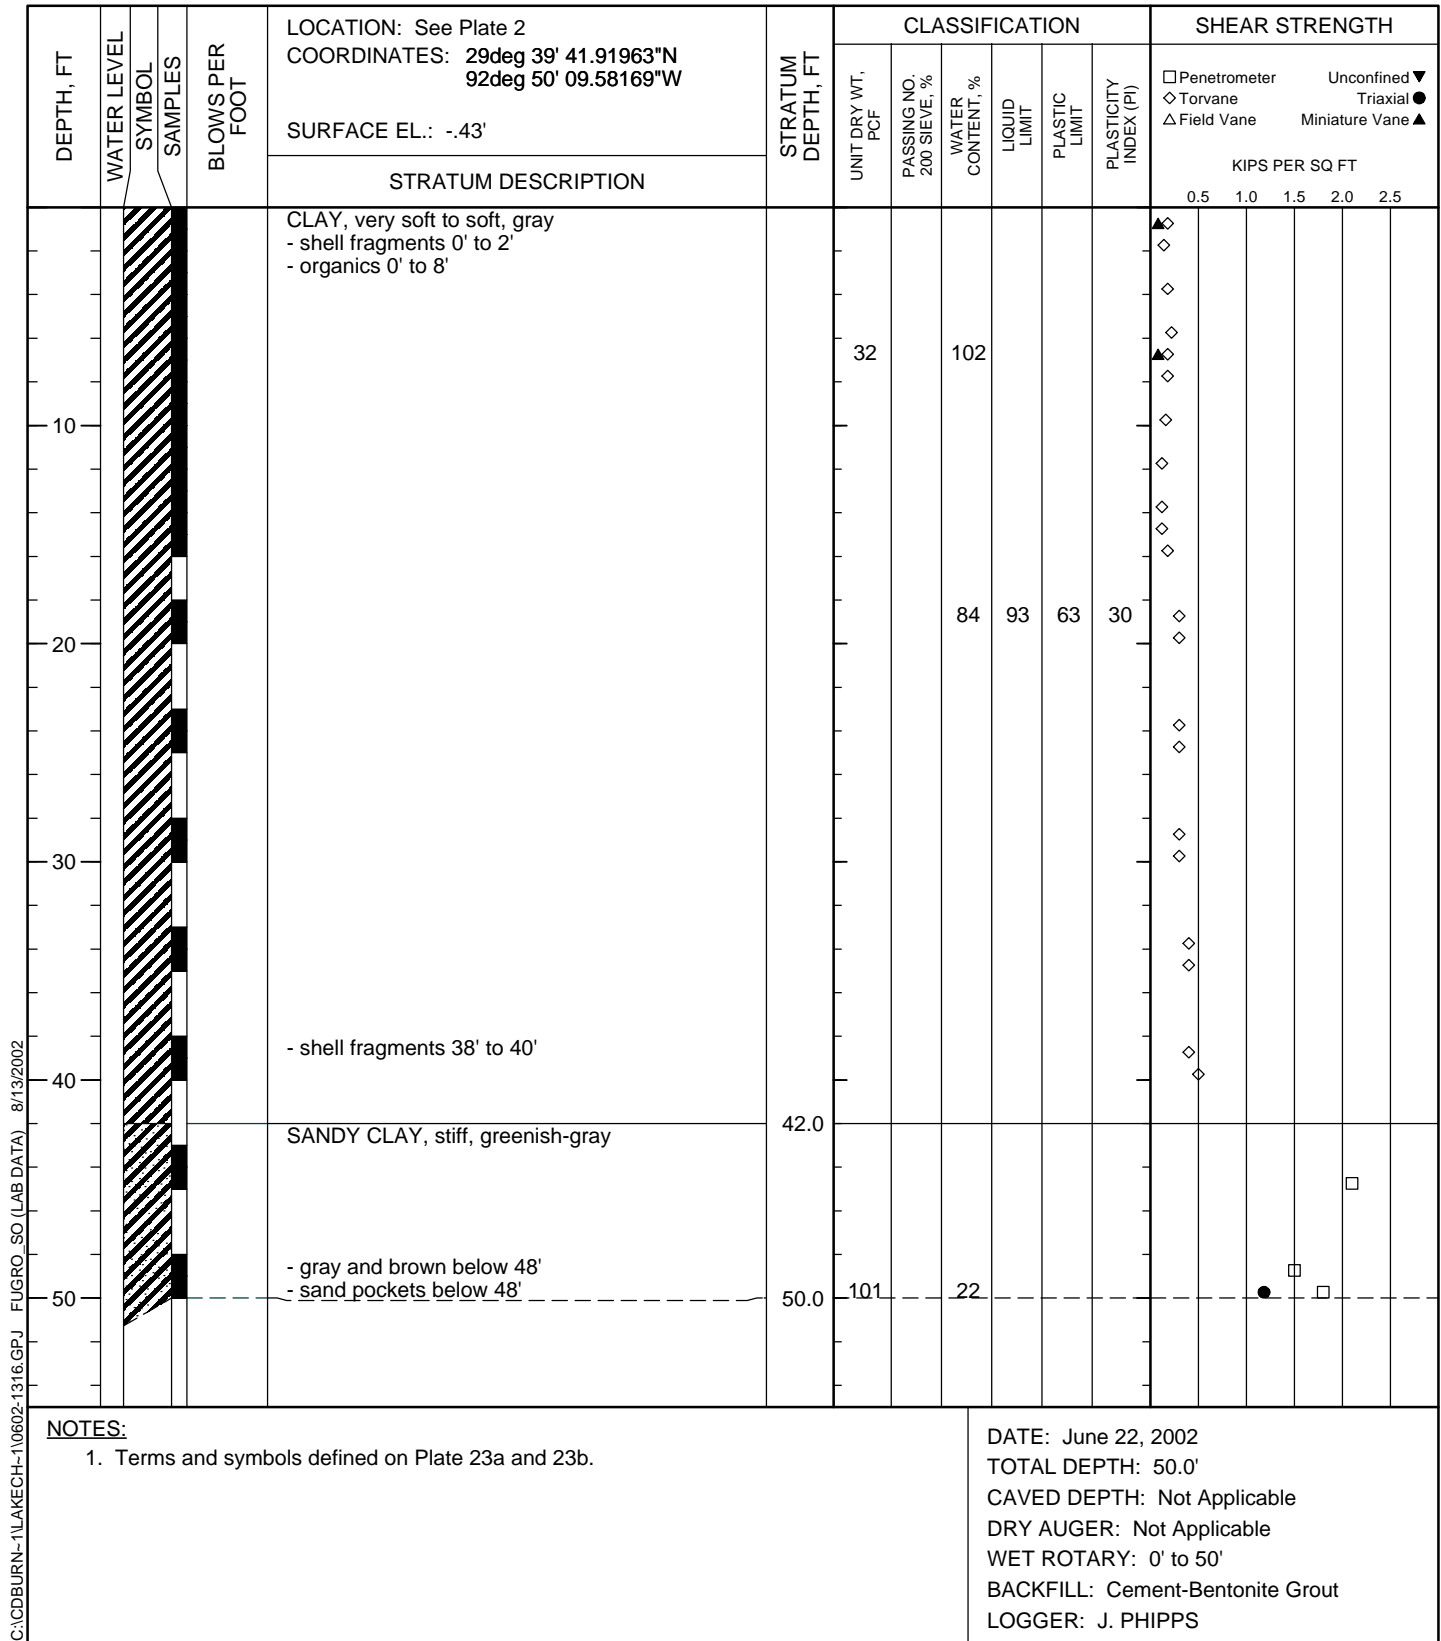 DEPTH, FT
WATER LEVEL
SYMBOL
SAMPLES
BLOWS PER
FOOT
LOCATION: See Plate 2
COORDINATES: 29deg 39' 41.91963"N
92deg 50' 09.58169"W
SURFACE EL.: -.43'
STRATUM DESCRIPTION
STRATUM
DEPTH, FT
CLASSIFICATION
UNIT DRY WT,
PCF
PASSING NO.
200 SIEVE, %
WATER
CONTENT, %
LIQUID
LIMIT
PLASTIC
LIMIT
PLASTICITY
INDEX (PI)
SHEAR STRENGTH
□ Penetrometer Unconfined ▼
◇ Torvane Triaxial ●
△ Field Vane Miniature Vane ▲
KIPS PER SQ FT
0.5 1.0 1.5 2.0 2.5
CLAY, very soft to soft, gray
- shell fragments 0' to 2'
- organics 0' to 8'
32 102
10
84 93 63 30
20
30
- shell fragments 38' to 40'
40
42.0
SANDY CLAY, stiff, greenish-gray
- gray and brown below 48'
- sand pockets below 48'
50 50.0 101 22
NOTES:
1. Terms and symbols defined on Plate 23a and 23b.
DATE: June 22, 2002
TOTAL DEPTH: 50.0'
CAVED DEPTH: Not Applicable
DRY AUGER: Not Applicable
WET ROTARY: 0' to 50'
BACKFILL: Cement-Bentonite Grout
LOGGER: J. PHIPPS
C:\CDBURN~1\LAKECH~1\0602-1316.GPJ FUGRO_SO (LAB DATA) 8/13/2002